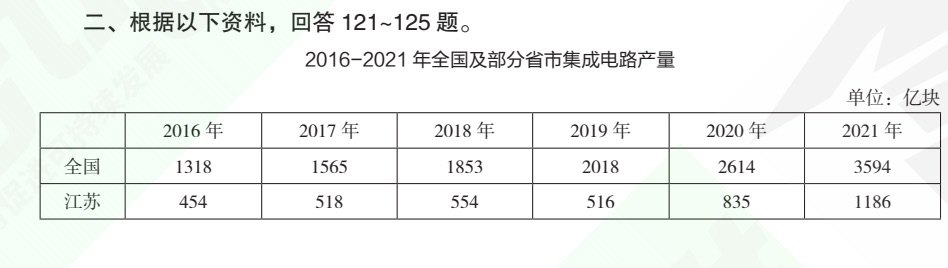 二、根据以下资料，回答 121~125 题。
2016-2021 年全国及部分省市集成电路产量
单位：亿块
2016 年 2017 年 2018 年 2019 年 2020 年 2021 年
全国 1318 1565 1853 2018 2614 3594
江苏 454 518 554 516 835 1186